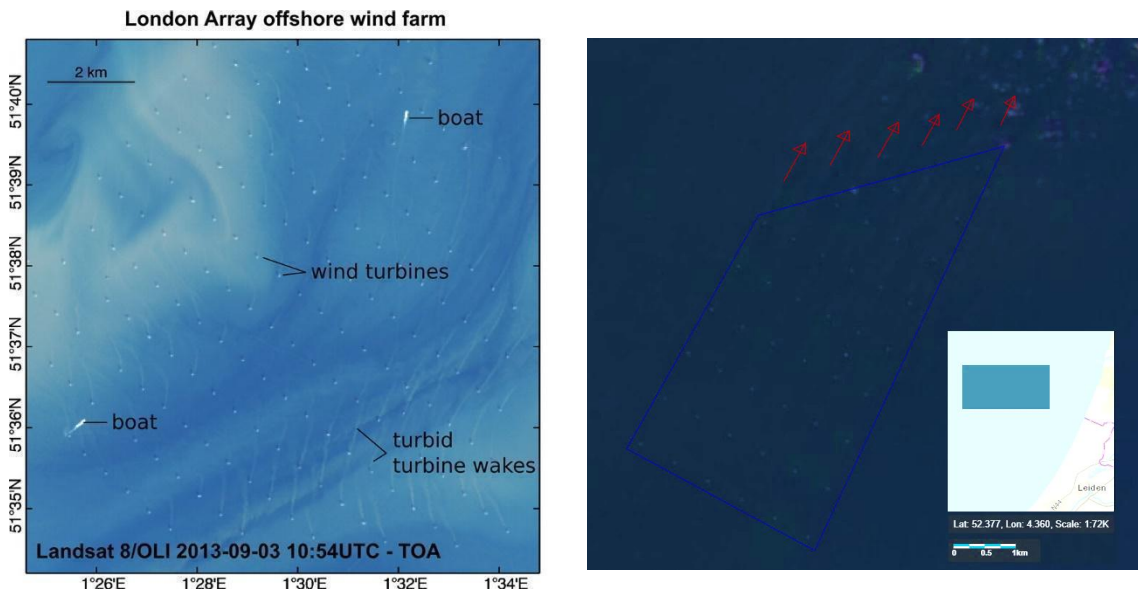 London Array offshore wind farm
2 km
boat
wind turbines
boat
turbid
turbine wakes
Landsat 8/OLI 2013-09-03 10:54UTC - TOA
51°40'N
51°39'N
51°38'N
51°37'N
51°36'N
51°35'N
1°26'E
1°28'E
1°30'E
1°32'E
1°34'E
Leiden
N44
Lat: 52.377, Lon: 4.360, Scale: 1:72K
0 0.5 1km